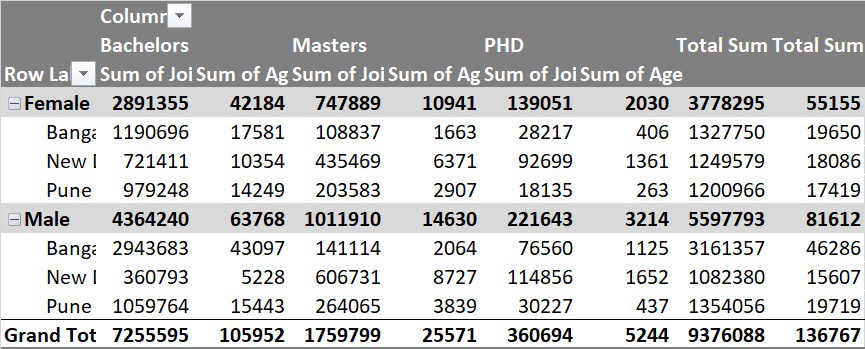 Column
Bachelors Masters PHD Total Sum Total Sum
Row La Sum of Joi Sum of Ag Sum of Joi Sum of Ag Sum of Joi Sum of Age
Female 2891355 42184 747889 10941 139051 2030 3778295 55155
Banga 1190696 17581 108837 1663 28217 406 1327750 19650
New D 721411 10354 435469 6371 92699 1361 1249579 18086
Pune 979248 14249 203583 2907 18135 263 1200966 17419
Male 4364240 63768 1011910 14630 221643 3214 5597793 81612
Banga 2943683 43097 141114 2064 76560 1125 3161357 46286
New D 360793 5228 606731 8727 114856 1652 1082380 15607
Pune 1059764 15443 264065 3839 30227 437 1354056 19719
Grand Tot 7255595 105952 1759799 25571 360694 5244 9376088 136767